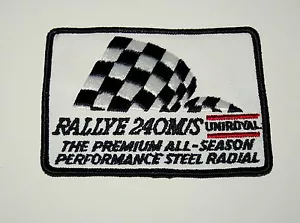 RALLYE 240M/S UNIROYAL
THE PREMIUM ALL-SEASON
PERFORMANCE STEEL RADIAL